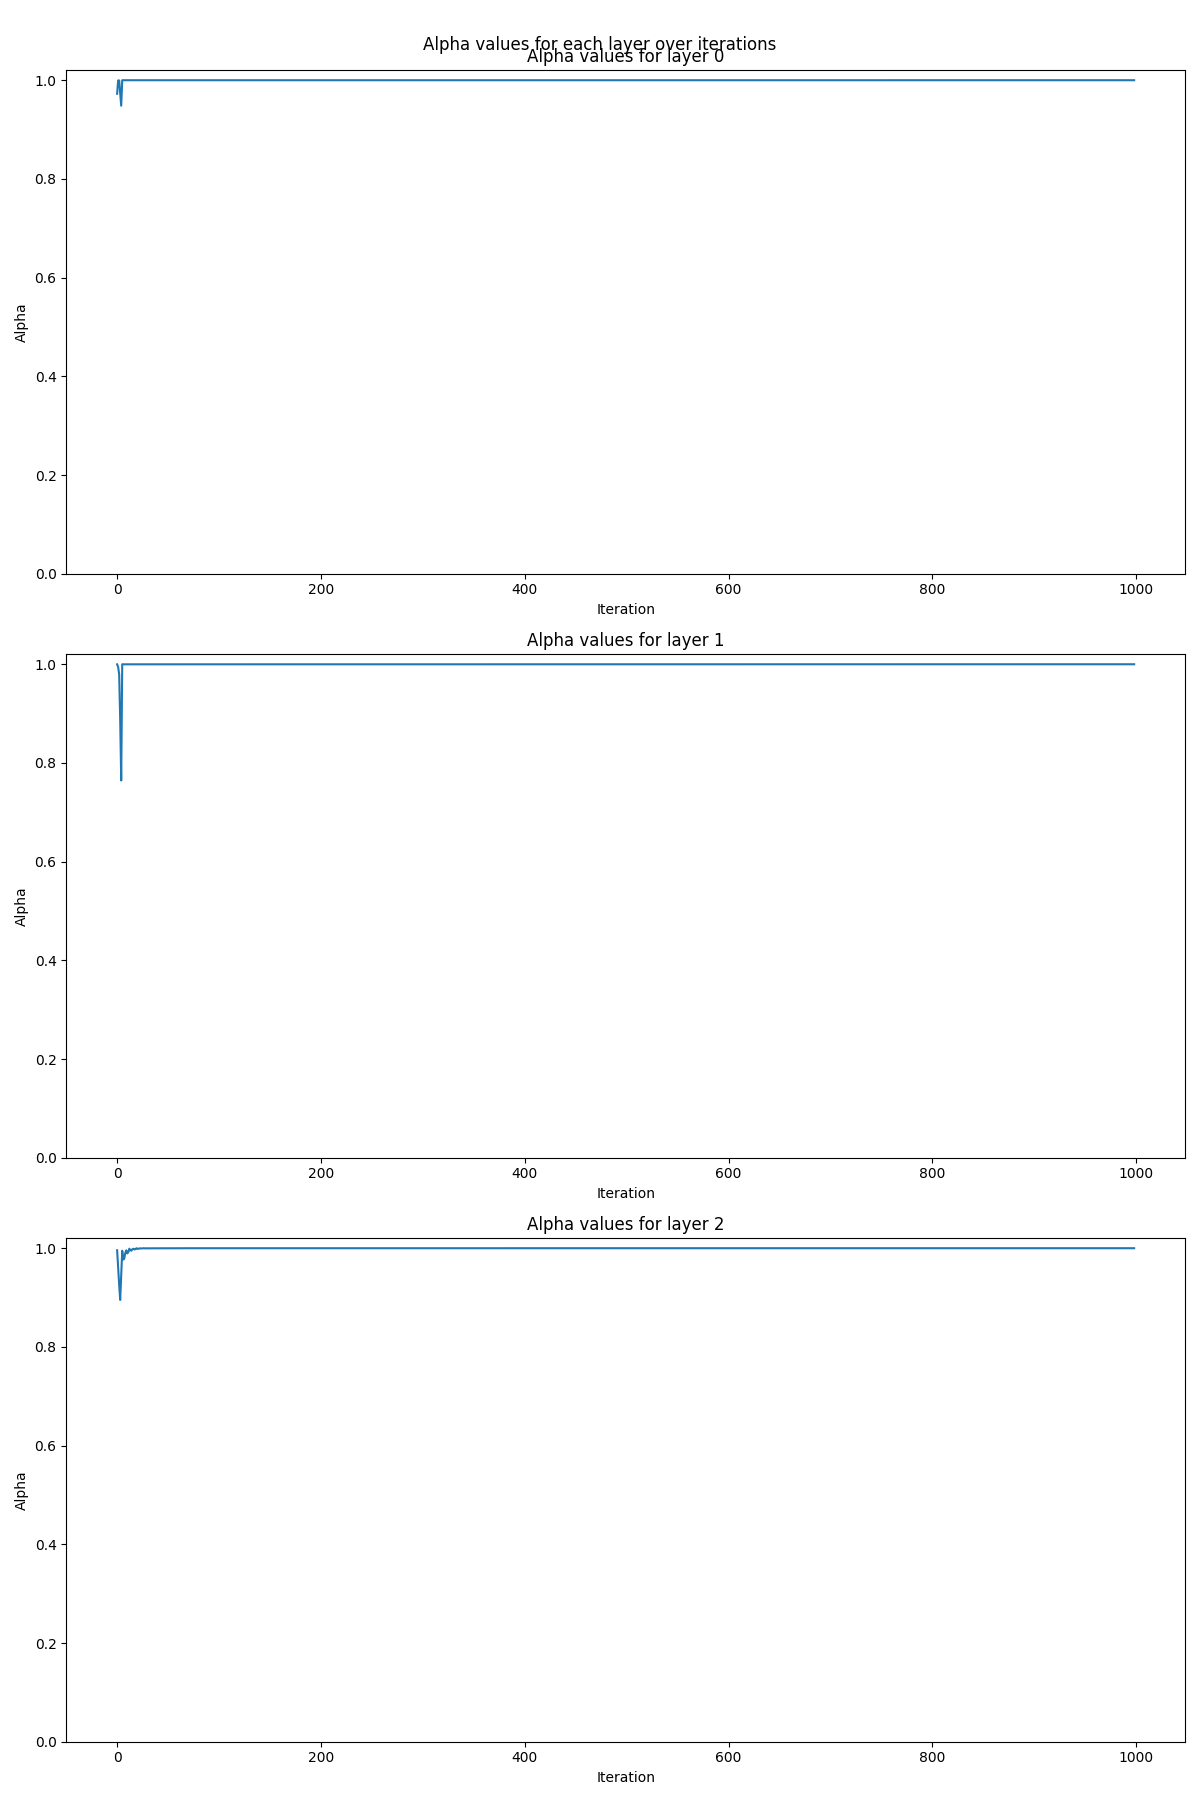 Alpha values for each layer over iterations
Alpha values for layer 0
1.0
0.8
0.6
0.4
0.2
0.0
Alpha
0 200 400 600 800 1000
Iteration
Alpha values for layer 1
1.0
0.8
0.6
0.4
0.2
0.0
Alpha
0 200 400 600 800 1000
Iteration
Alpha values for layer 2
1.0
0.8
0.6
0.4
0.2
0.0
Alpha
0 200 400 600 800 1000
Iteration